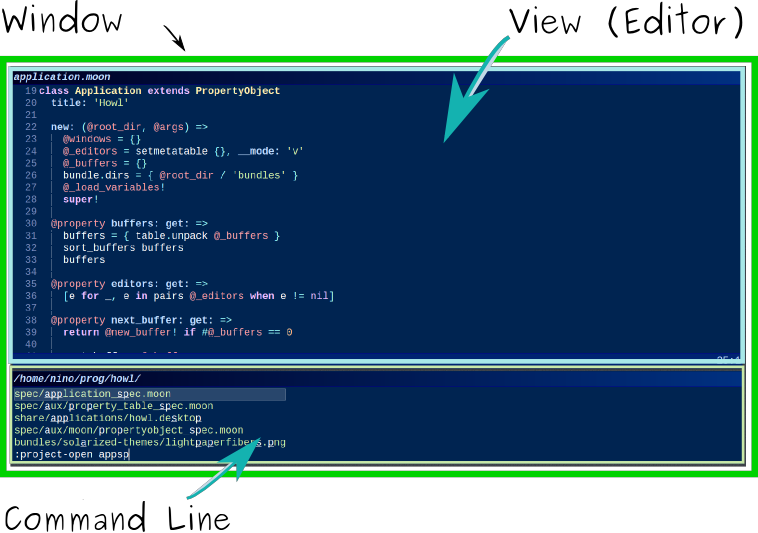 Window
View (Editor)
application.moon
19 class Application extends PropertyObject
20 title: 'Howl'
21
22 new: (@root_dir, @args) =>
23 @windows = {}
24 @_editors = setmetatable {}, __mode: 'v'
25 @_buffers = {}
26 bundle.dirs = { @root_dir / 'bundles' }
27 @_load_variables!
28 super!
29
30 @property buffers: get: =>
31 buffers = { table.unpack @_buffers }
32 sort_buffers buffers
33 buffers
34
35 @property editors: get: =>
36 [e for _, e in pairs @_editors when e != nil]
37
38 @property next_buffer: get: =>
39 return @new_buffer! if #@_buffers == 0
40
/home/nino/prog/howl/
spec/application_spec.moon
spec/aux/property_table_spec.moon
share/applications/howl.desktop
spec/aux/moon/propertyobject_spec.moon
bundles/solarized-themes/lightpaperfibers.png
:project-open appsp
Command Line